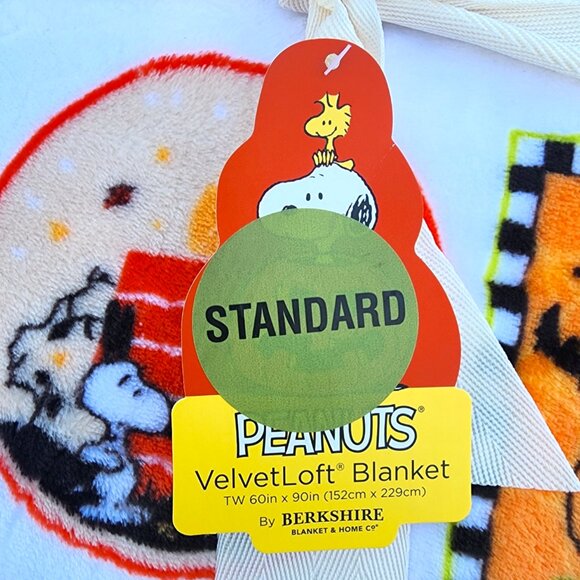 STANDARD
PEANUTS®
VelvetLoft® Blanket
TW 60in x 90in (152cm x 229cm)
By BERKSHIRE
BLANKET & HOME Co®